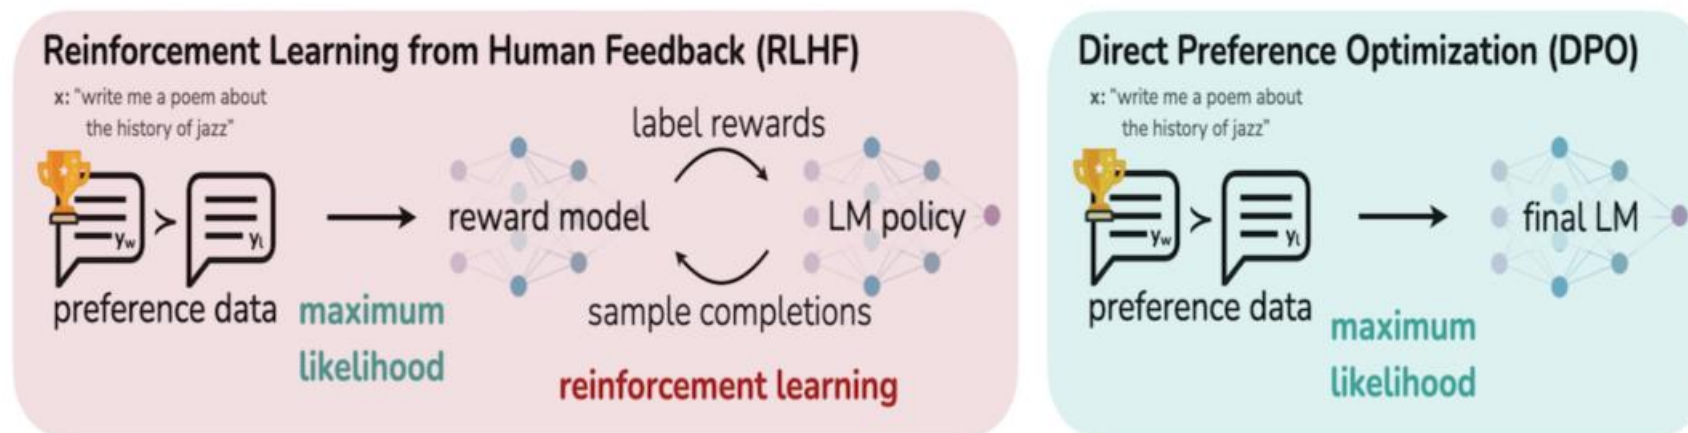 Reinforcement Learning from Human Feedback (RLHF)
x: "write me a poem about
the history of jazz"
label rewards
yw
>
yl
reward model
LM policy
preference data
maximum
likelihood
sample completions
reinforcement learning
Direct Preference Optimization (DPO)
x: "write me a poem about
the history of jazz"
yw
>
yl
final LM
preference data
maximum
likelihood